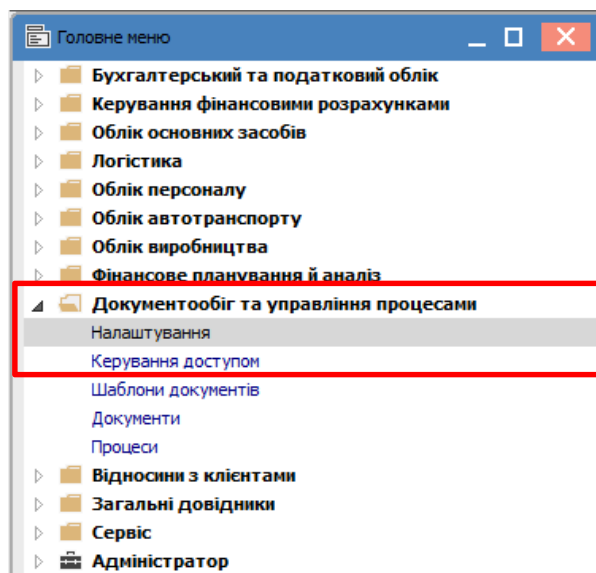 Головне меню
Бухгалтерський та податковий облік
Керування фінансовими розрахунками
Облік основних засобів
Логістика
Облік персоналу
Облік автотранспорту
Облік виробництва
Фінансове планування й аналіз
Документообіг та управління процесами
Налаштування
Керування доступом
Шаблони документів
Документи
Процеси
Відносини з клієнтами
Загальні довідники
Сервіс
Адміністратор